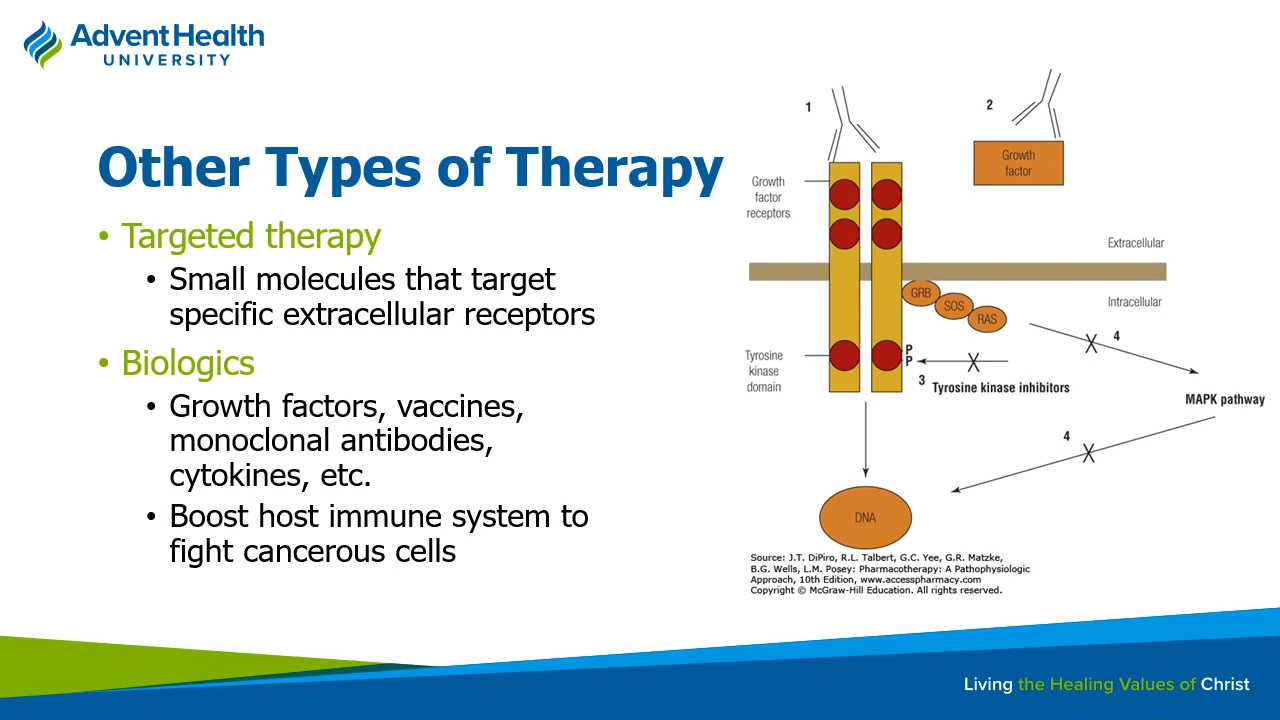 AdventHealth
UNIVERSITY
Other Types of Therapy
• Targeted therapy
• Small molecules that target
specific extracellular receptors
• Biologics
• Growth factors, vaccines,
monoclonal antibodies,
cytokines, etc.
• Boost host immune system to
fight cancerous cells
1
2
Growth
factor
Growth
factor
receptors
Extracellular
Intracellular
GRB
SOS
RAS
4
Tyrosine
kinase
domain
P
P
3
Tyrosine kinase inhibitors
MAPK pathway
4
DNA
Source: J.T. DiPiro, R.L. Talbert, G.C. Yee, G.R. Matzke,
B.G. Wells, L.M. Posey: Pharmacotherapy: A Pathophysiologic
Approach, 10th Edition, www.accesspharmacy.com
Copyright © McGraw-Hill Education. All rights reserved.
Living the Healing Values of Christ